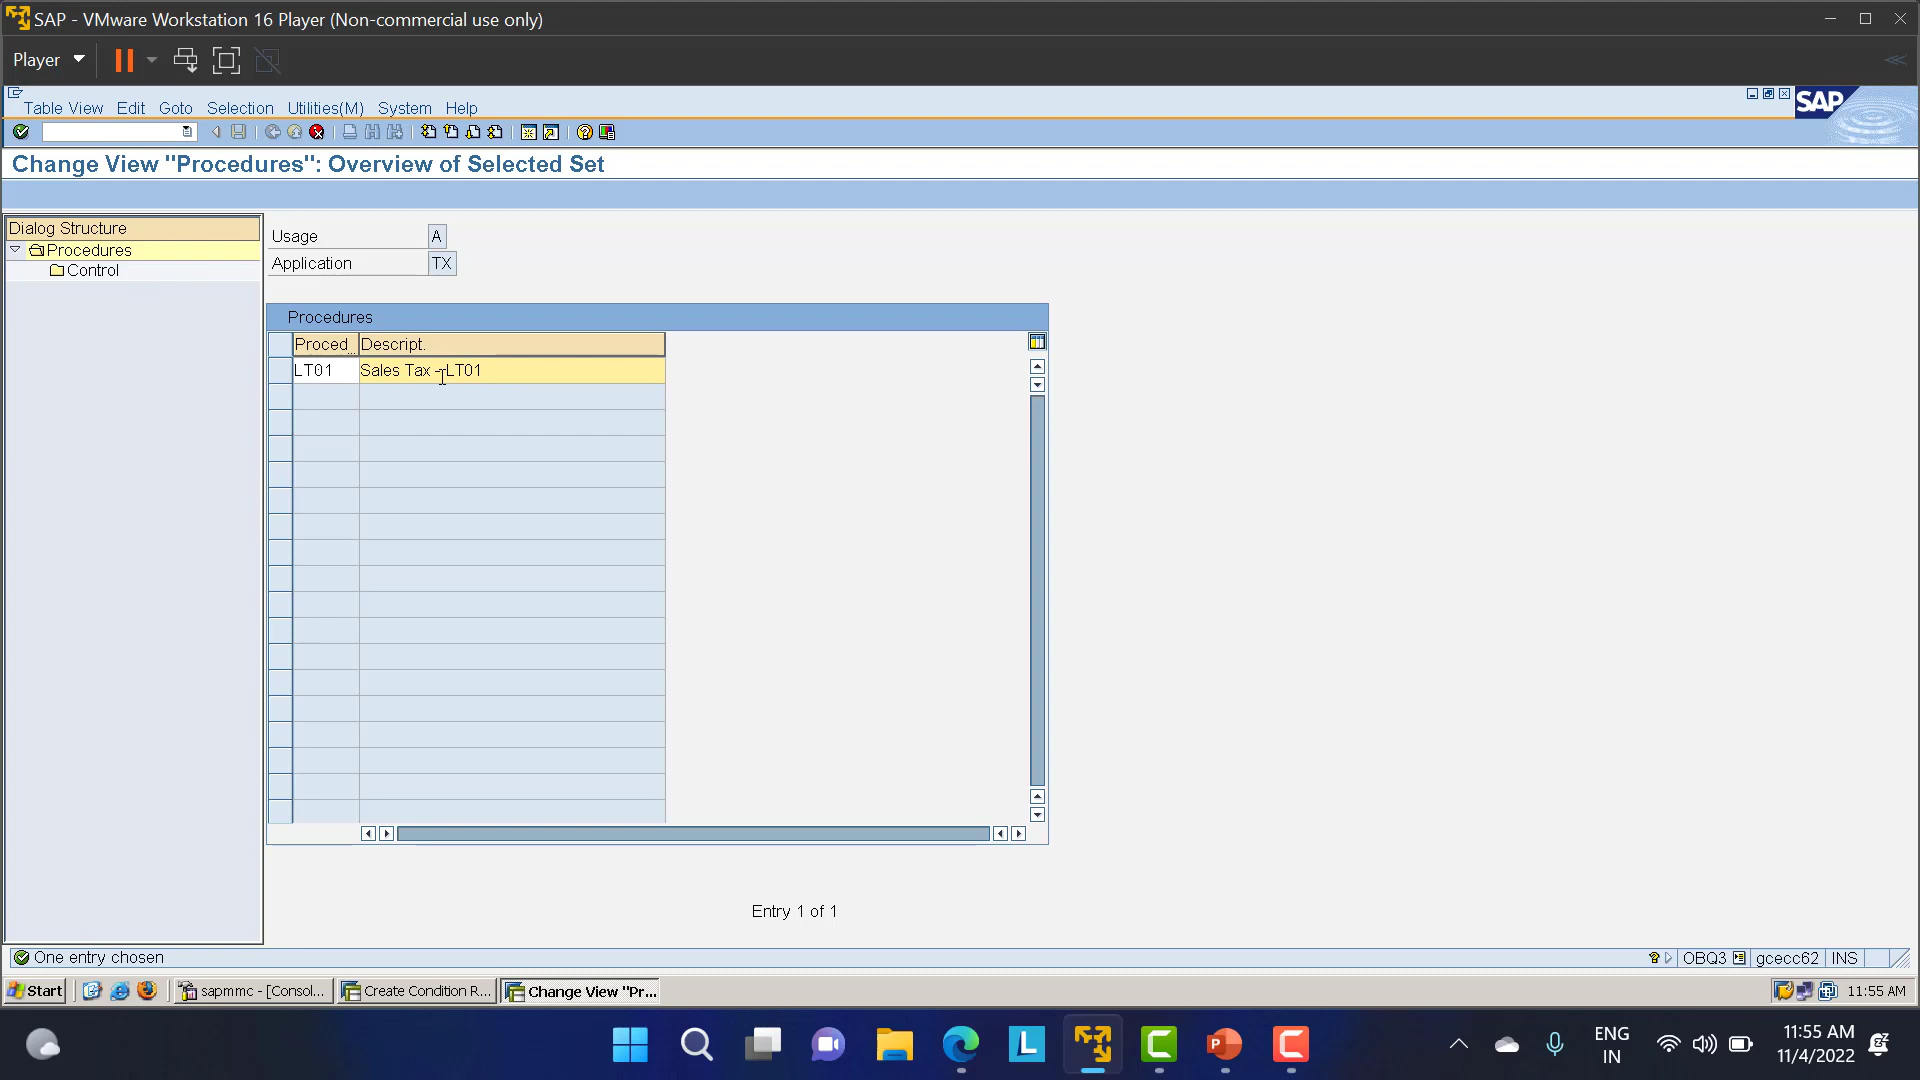 SAP - VMware Workstation 16 Player (Non-commercial use only)
Player
Table View Edit Goto Selection Utilities(M) System Help
SAP
Change View "Procedures": Overview of Selected Set
Dialog Structure
Procedures
Control
Usage A
Application TX
Procedures
Proced... Descript.
LT01 Sales Tax - LT01
Entry 1 of 1
One entry chosen
OBQ3 gcecc62 INS
Start sapmmc - [Consol... Create Condition R... Change View "Pr... 11:55 AM
ENG
IN
11:55 AM
11/4/2022